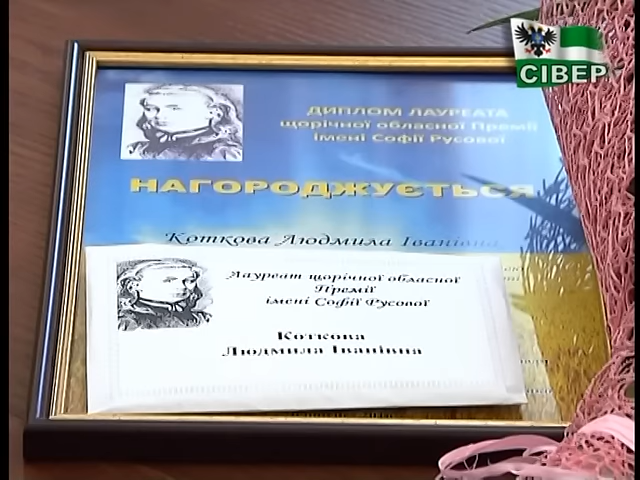 СІВЕР
ДИПЛОМ ЛАУРЕАТА
щорічної обласної Премії
імені Софії Русової
НАГОРОДЖУЄТЬСЯ
Коткова Людмила Іванівна
Лауреат щорічної обласної
Премії
імені Софії Русової
Коткова
Людмила Іванівна